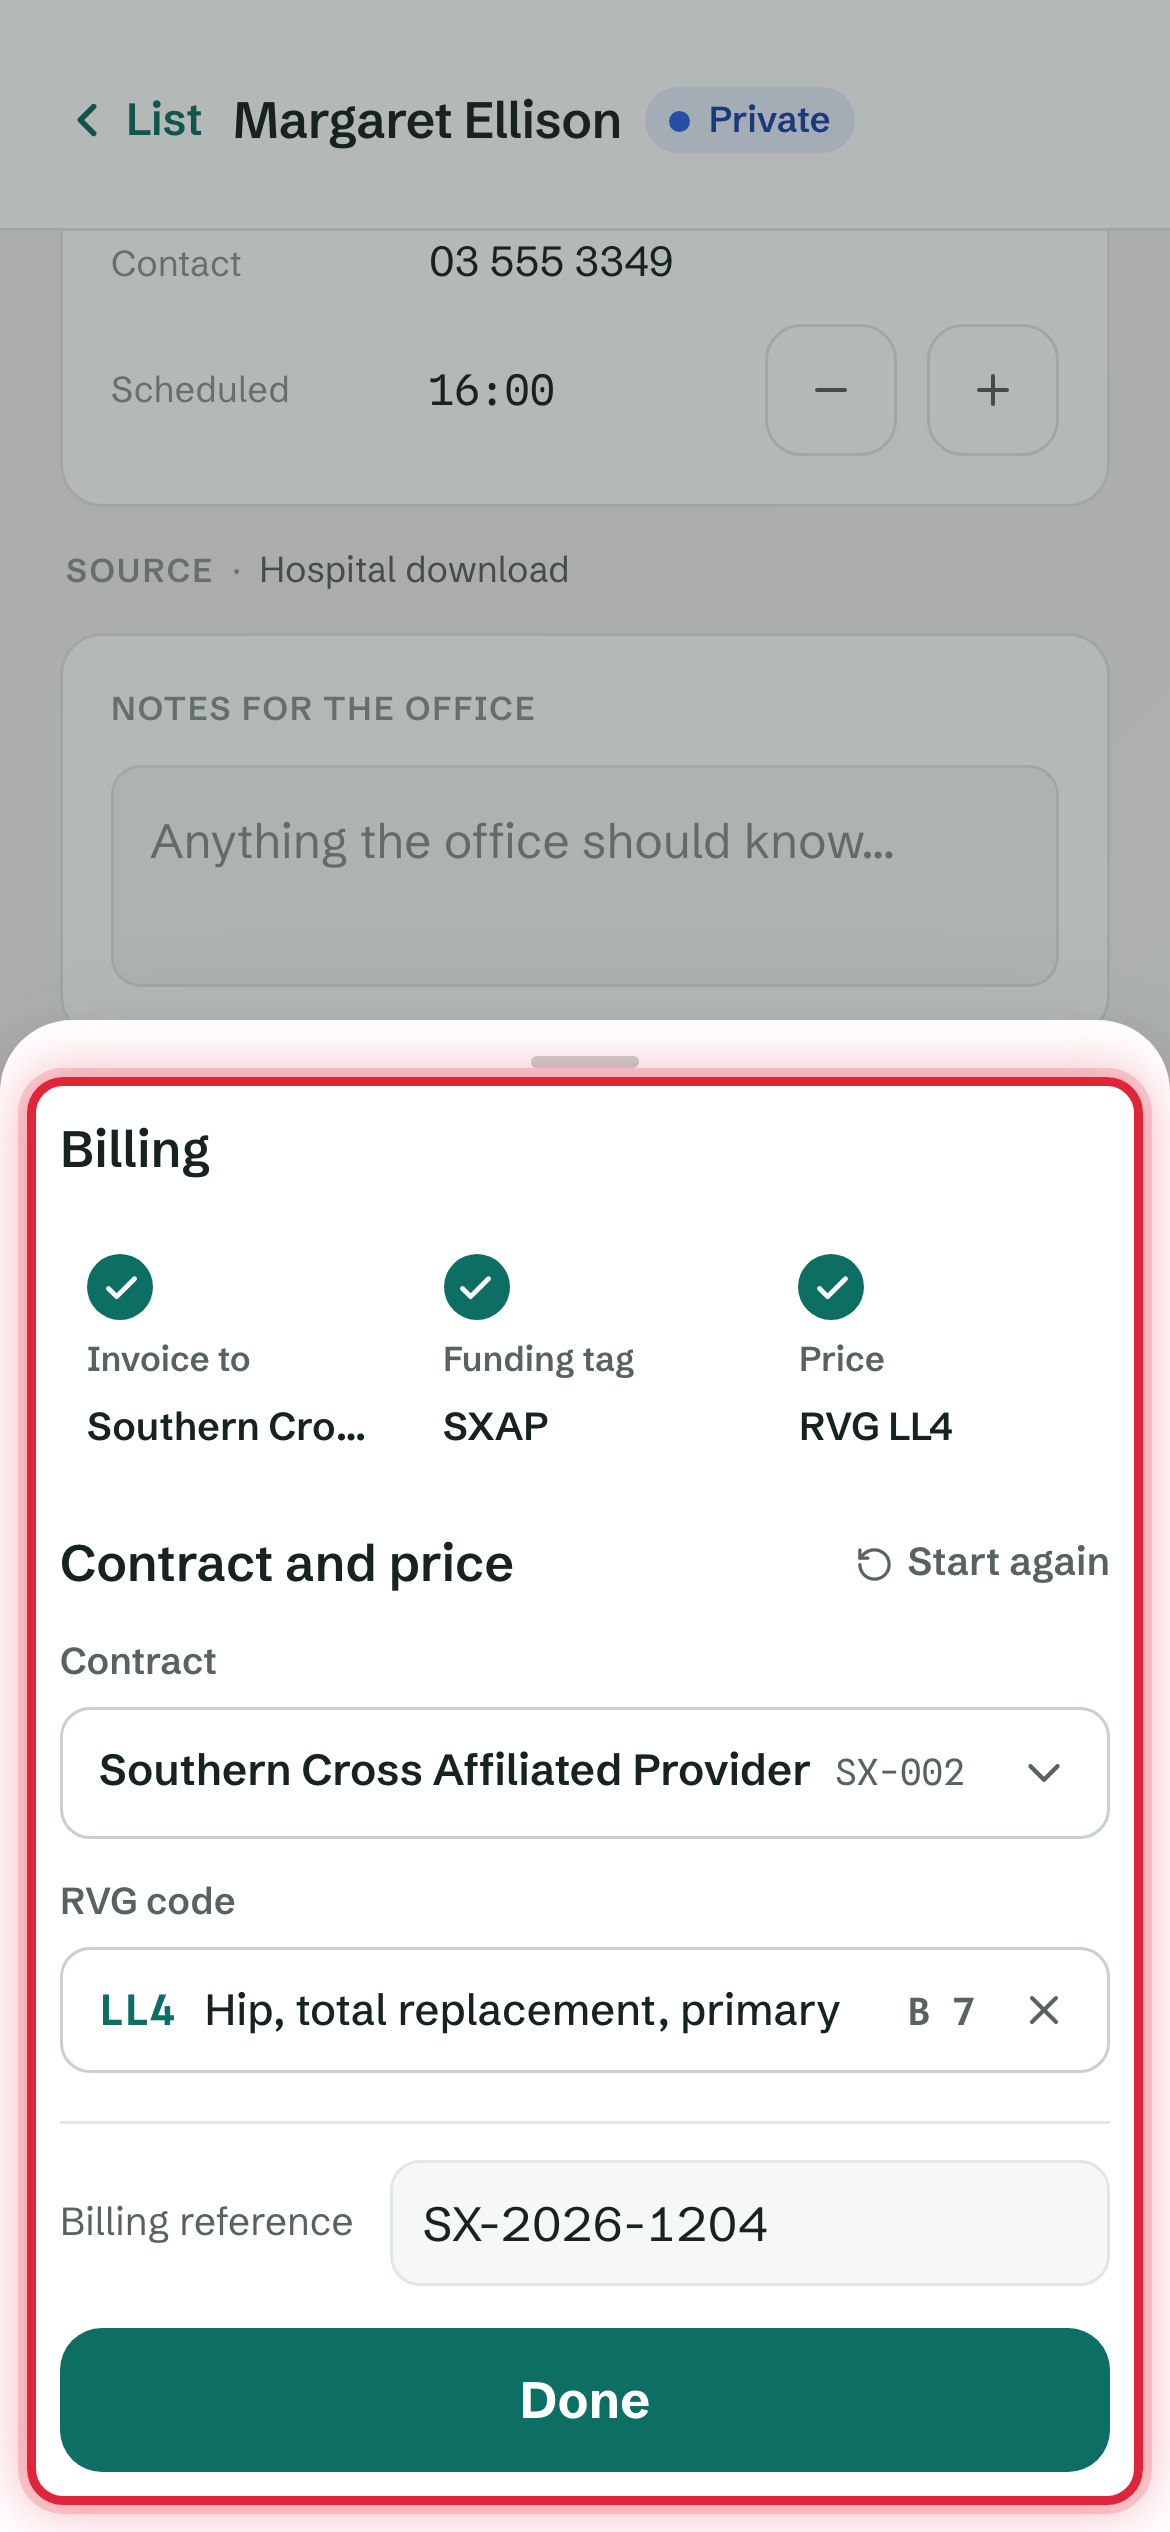 List Margaret Ellison Private
Contact 03 555 3349
Scheduled 16:00 − +
SOURCE · Hospital download
NOTES FOR THE OFFICE
Anything the office should know...
Billing
Invoice to Funding tag Price
Southern Cro... SXAP RVG LL4
Contract and price Start again
Contract
Southern Cross Affiliated Provider SX-002
RVG code
LL4 Hip, total replacement, primary B 7
Billing reference SX-2026-1204
Done